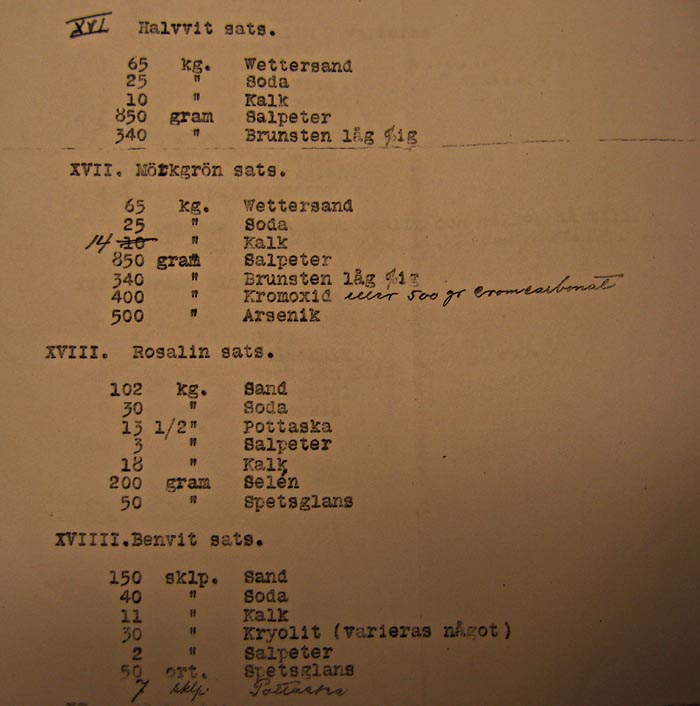 XVI Halvvit sats.
65 kg. Wettersand
25 " Soda
10 " Kalk
850 gram Salpeter
340 " Brunsten låg %ig
XVII. Mörkgrön sats.
65 kg. Wettersand
25 " Soda
14 10 " Kalk
850 gram Salpeter
340 " Brunsten låg %ig
400 " Kromoxid eller 500 gr Cromcarbonat
500 " Arsenik
XVIII. Rosalin sats.
102 kg. Sand
30 " Soda
13 1/2" Pottaska
3 " Salpeter
18 " Kalk
200 gram Selén
50 " Spetsglans
XVIIII.Benvit sats.
150 sklp. Sand
40 " Soda
11 " Kalk
30 " Kryolit (varieras något)
2 " Salpeter
50 ort. Spetsglans
7 sklp. Pottaska